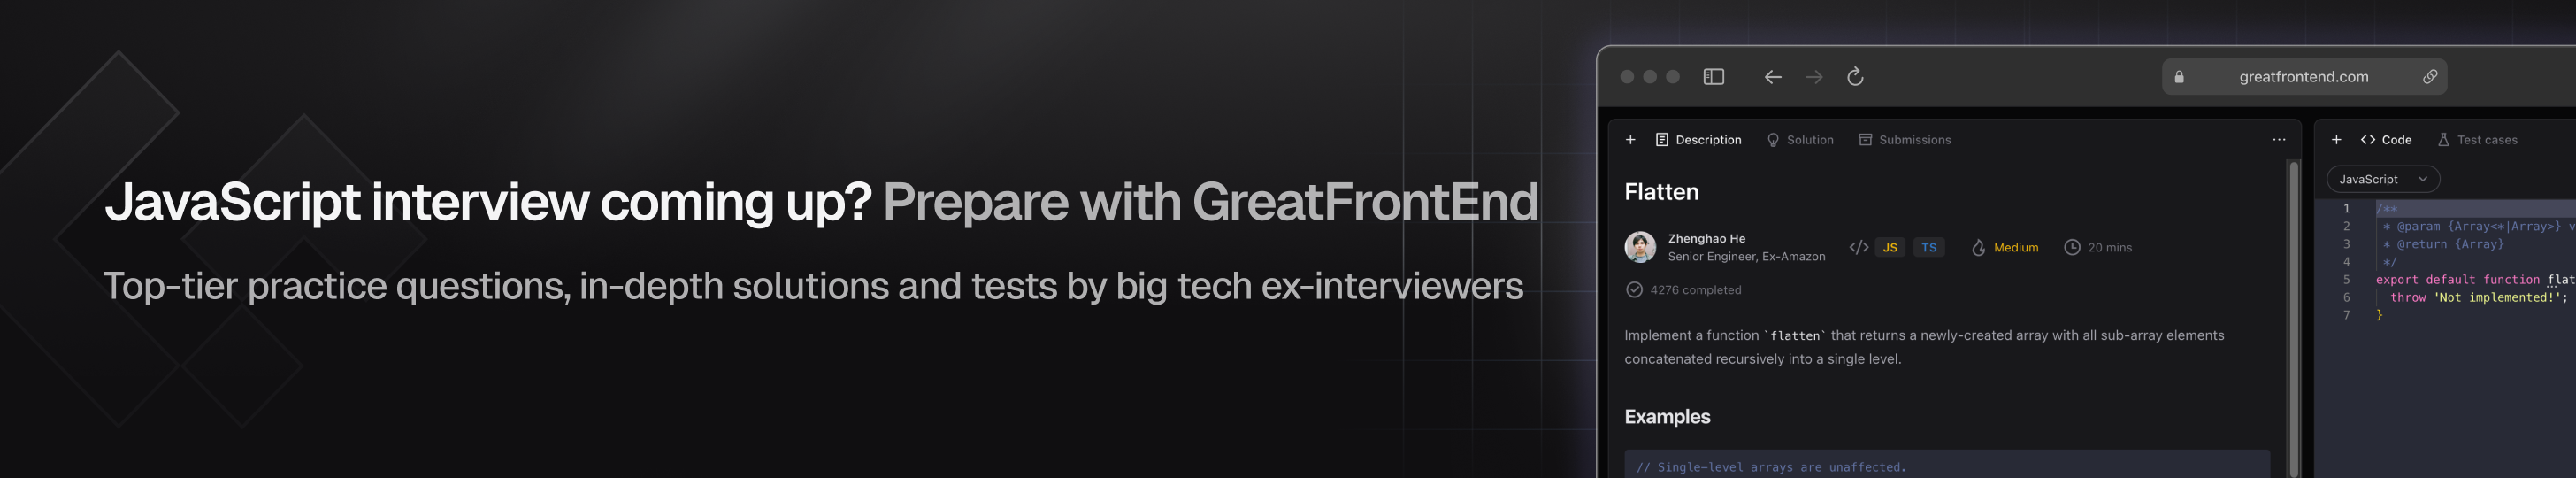 JavaScript interview coming up? Prepare with GreatFrontEnd
Top-tier practice questions, in-depth solutions and tests by big tech ex-interviewers
greatfrontend.com
Description Solution Submissions
Flatten
Zhenghao He
Senior Engineer, Ex-Amazon
</> JS TS Medium 20 mins
4276 completed
Implement a function `flatten` that returns a newly-created array with all sub-array elements
concatenated recursively into a single level.
Examples
// Single-level arrays are unaffected.
Code Test cases
JavaScript
1 /**
2 * @param {Array<*|Array>} v
3 * @return {Array}
4 */
5 export default function flat
6 throw 'Not implemented!';
7 }